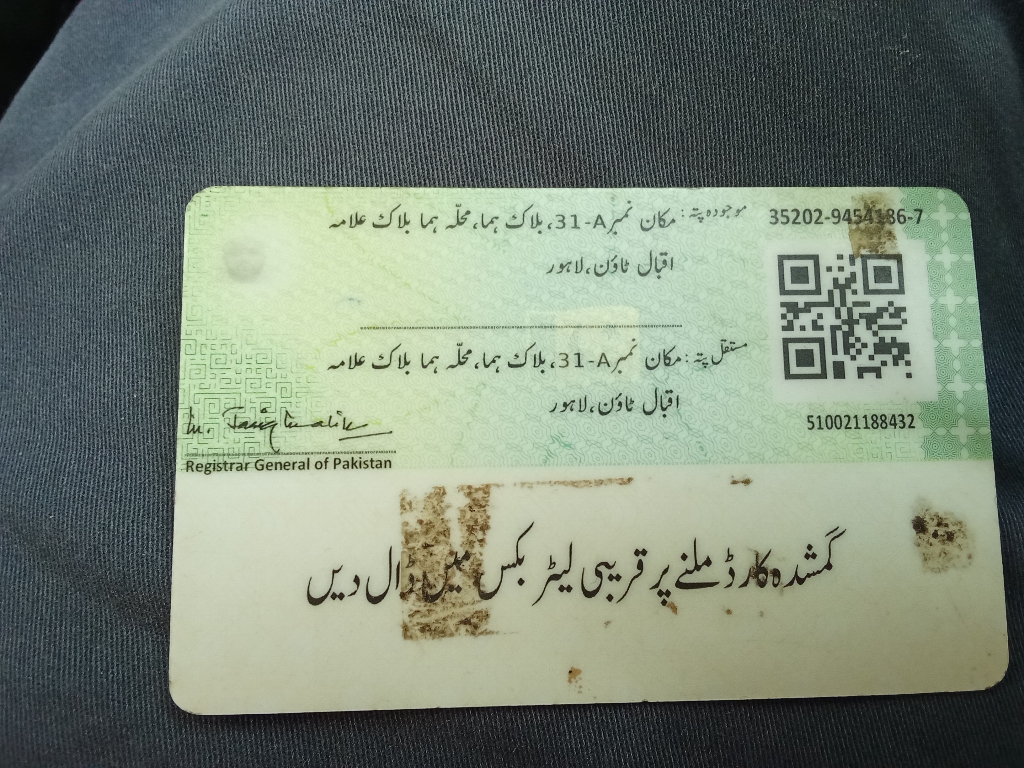 35202-9454186-7
موجودہ پتہ: مکان نمبر 31-A، بلاک ہما، محلّہ ہما بلاک علامہ
اقبال ٹاؤن، لاہور
مستقل پتہ: مکان نمبر 31-A، بلاک ہما، محلّہ ہما بلاک علامہ
اقبال ٹاؤن، لاہور
510021188432
Registrar General of Pakistan
گمشدہ کارڈ ملنے پر قریبی لیٹر بکس میں ڈال دیں